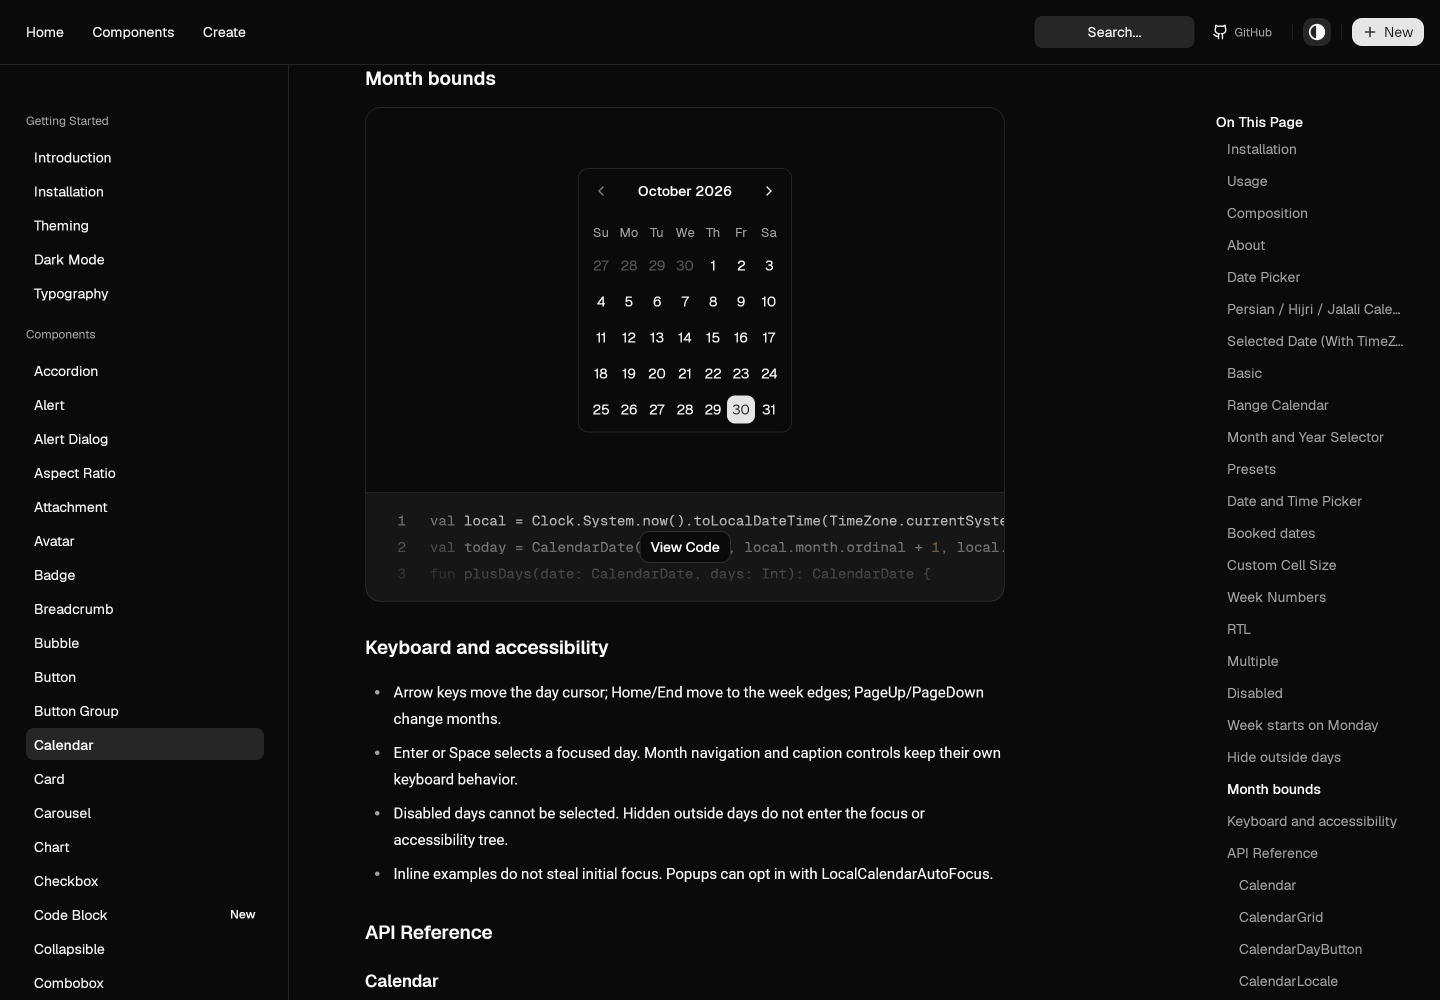 Home Components Create Search... GitHub New
Getting Started
Introduction
Installation
Theming
Dark Mode
Typography
Components
Accordion
Alert
Alert Dialog
Aspect Ratio
Attachment
Avatar
Badge
Breadcrumb
Bubble
Button
Button Group
Calendar
Card
Carousel
Chart
Checkbox
Code Block New
Collapsible
Combobox
Month bounds
October 2026
Su Mo Tu We Th Fr Sa
27 28 29 30 1 2 3
4 5 6 7 8 9 10
11 12 13 14 15 16 17
18 19 20 21 22 23 24
25 26 27 28 29 30 31
1 val local = Clock.System.now().toLocalDateTime(TimeZone.currentSyste
2 val today = CalendarDate( View Code , local.month.ordinal + 1, local.
3 fun plusDays(date: CalendarDate, days: Int): CalendarDate {
Keyboard and accessibility
• Arrow keys move the day cursor; Home/End move to the week edges; PageUp/PageDown
change months.
• Enter or Space selects a focused day. Month navigation and caption controls keep their own
keyboard behavior.
• Disabled days cannot be selected. Hidden outside days do not enter the focus or
accessibility tree.
• Inline examples do not steal initial focus. Popups can opt in with LocalCalendarAutoFocus.
API Reference
Calendar
On This Page
Installation
Usage
Composition
About
Date Picker
Persian / Hijri / Jalali Cale...
Selected Date (With TimeZ...
Basic
Range Calendar
Month and Year Selector
Presets
Date and Time Picker
Booked dates
Custom Cell Size
Week Numbers
RTL
Multiple
Disabled
Week starts on Monday
Hide outside days
Month bounds
Keyboard and accessibility
API Reference
Calendar
CalendarGrid
CalendarDayButton
CalendarLocale